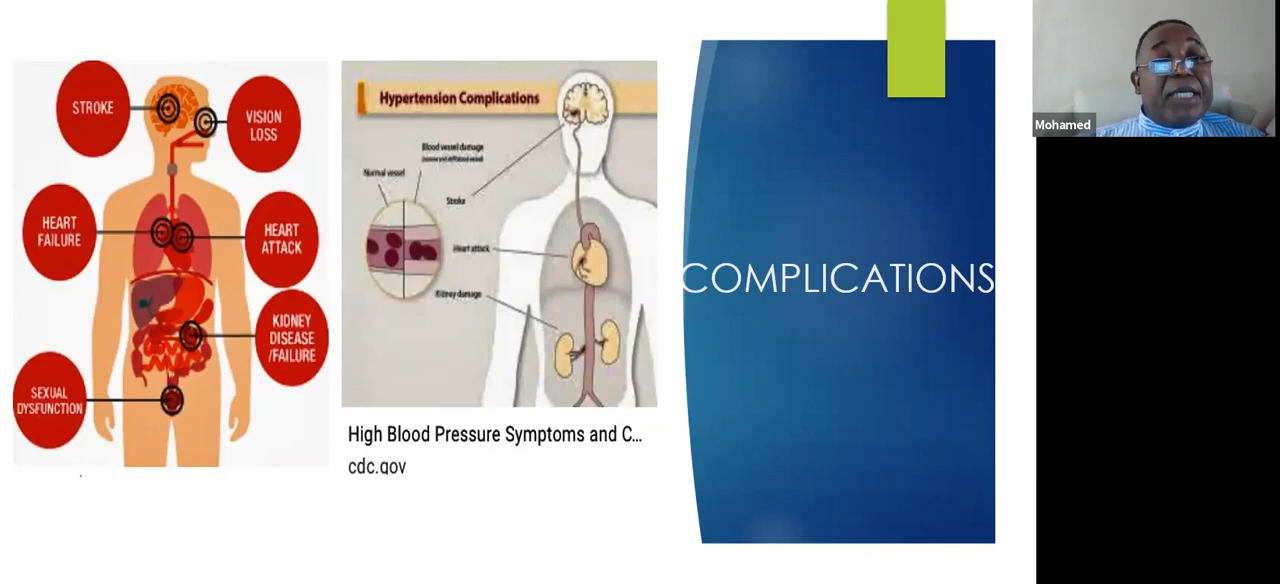 STROKE
VISION
LOSS
HEART
FAILURE
HEART
ATTACK
KIDNEY
DISEASE
/FAILURE
SEXUAL
DYSFUNCTION
Hypertension Complications
Blood vessel damage
Normal vessel
Stroke
Heart attack
Kidney damage
High Blood Pressure Symptoms and C...
cdc.gov
COMPLICATIONS
Mohamed